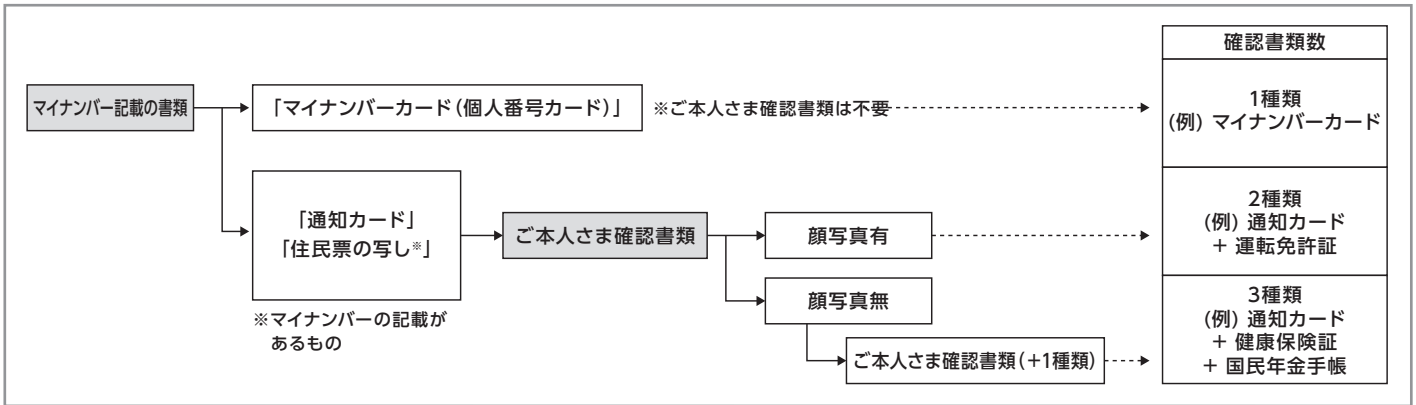 確認書類数
マイナンバー記載の書類
「マイナンバーカード(個人番号カード)」
※ご本人さま確認書類は不要
1種類
(例) マイナンバーカード
「通知カード」
「住民票の写し※」
※マイナンバーの記載が
あるもの
ご本人さま確認書類
顔写真有
2種類
(例) 通知カード
+ 運転免許証
顔写真無
ご本人さま確認書類(+1種類)
3種類
(例) 通知カード
+ 健康保険証
+ 国民年金手帳